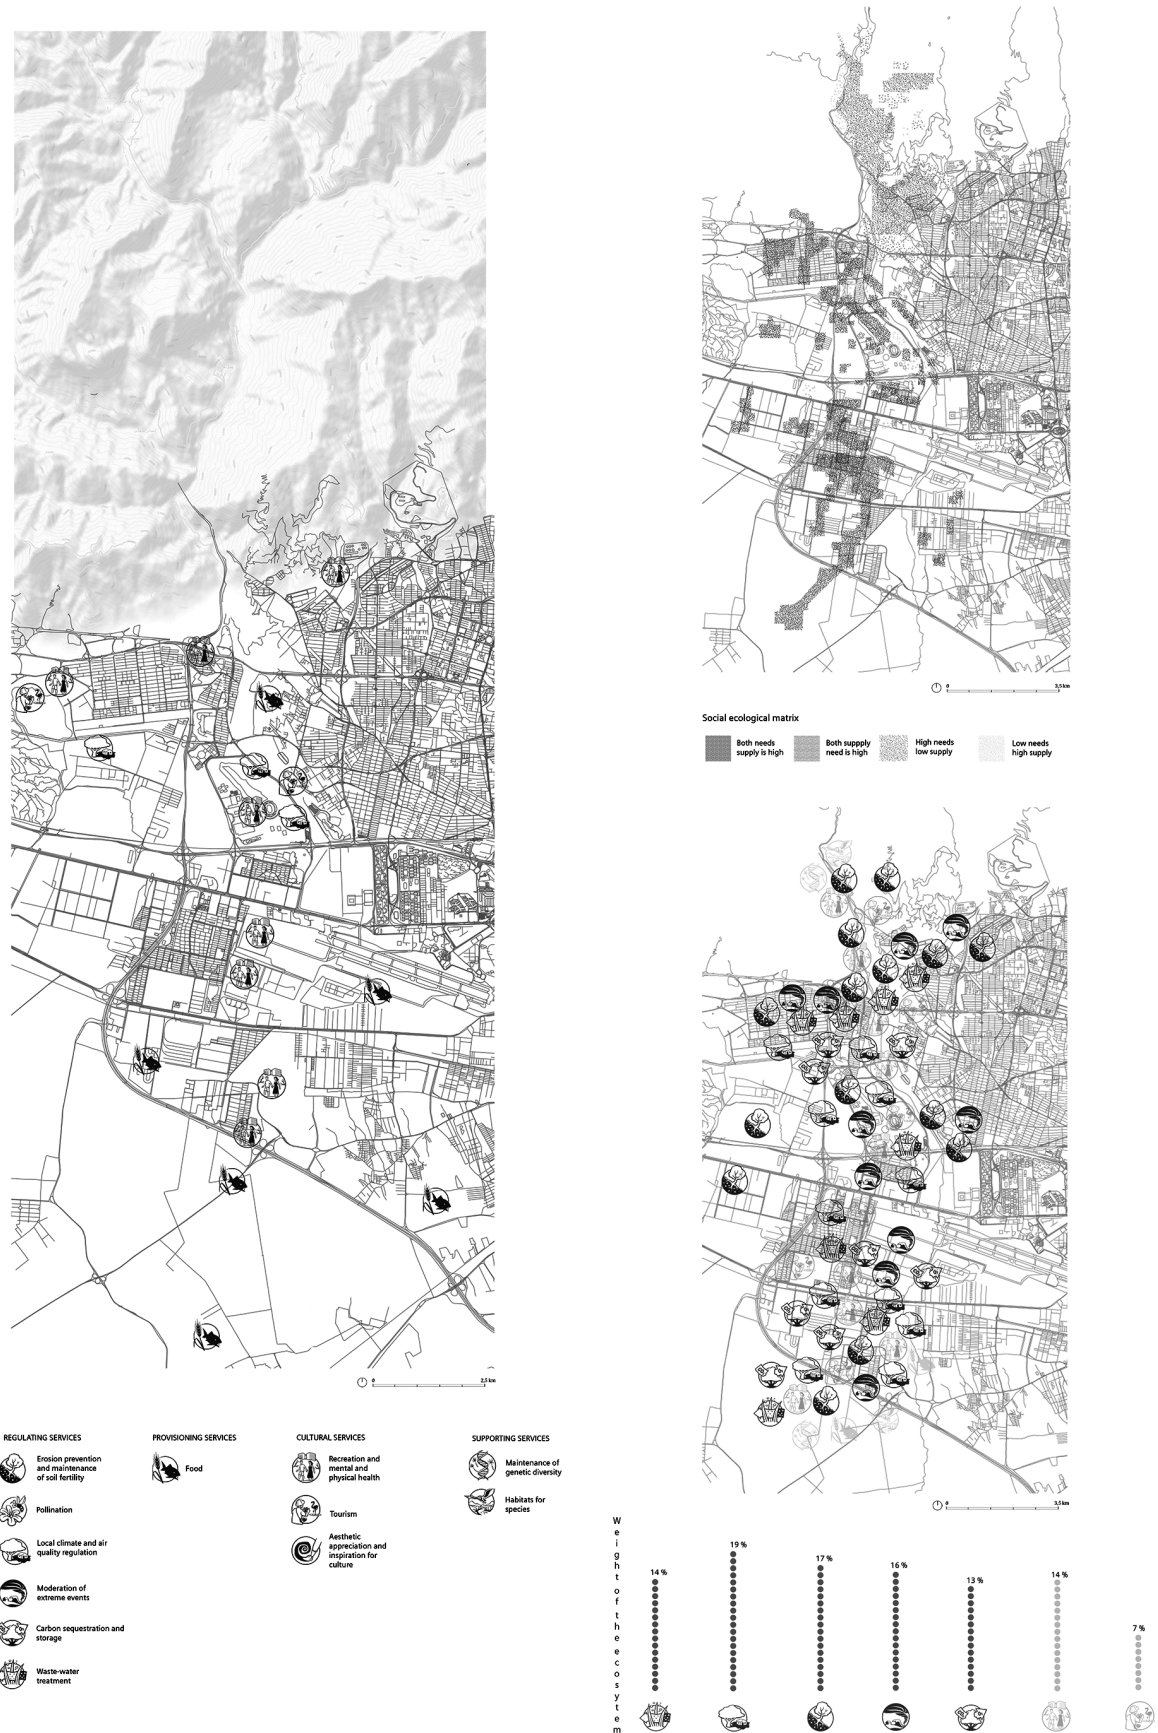 0
3,5 km
Social ecological matrix
Both needs
supply is high
Both suppply
need is high
High needs
low supply
Low needs
high supply
0
2,5 km
REGULATING SERVICES
Erosion prevention
and maintenance
of soil fertility
Pollination
Local climate and air
quality regulation
Moderation of
extreme events
Carbon sequestration and
storage
Waste-water
treatment
PROVISIONING SERVICES
Food
CULTURAL SERVICES
Recreation and
mental and
physical health
Tourism
Aesthetic
appreciation and
inspiration for
culture
SUPPORTING SERVICES
Maintenance of
genetic diversity
Habitats for
species
0
3,5 km
Weight of the ecosytem
14 %
19 %
17 %
16 %
13 %
14 %
7 %